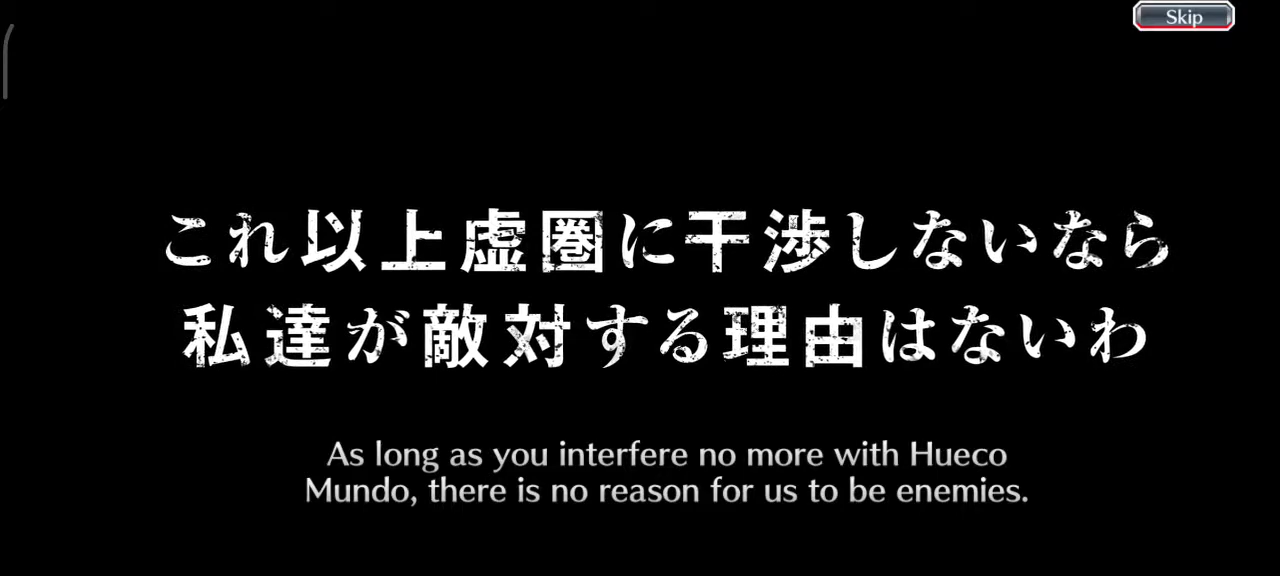 Skip
これ以上虚圏に干渉しないなら
私達が敵対する理由はないわ
As long as you interfere no more with Hueco
Mundo, there is no reason for us to be enemies.